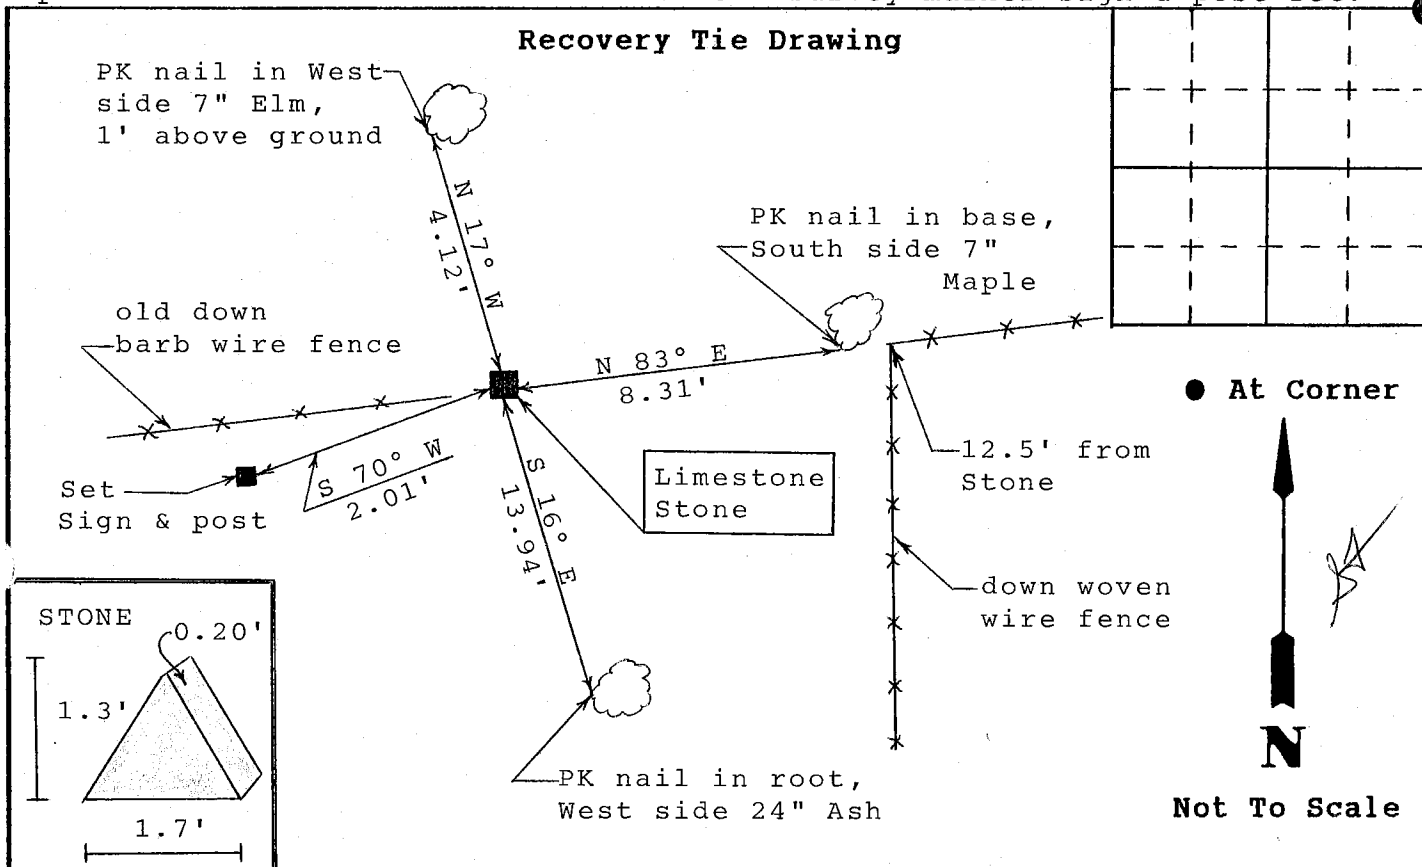 Recovery Tie Drawing
PK nail in West
side 7" Elm,
1' above ground
N 17° W
4.12'
PK nail in base,
South side 7"
Maple
old down
barb wire fence
N 83° E
8.31'
At Corner
S 70° W
2.01'
Set
Sign & post
S 16° E
13.94'
Limestone
Stone
12.5' from
Stone
down woven
wire fence
STONE
0.20'
1.3'
1.7'
PK nail in root,
West side 24" Ash
N
Not To Scale